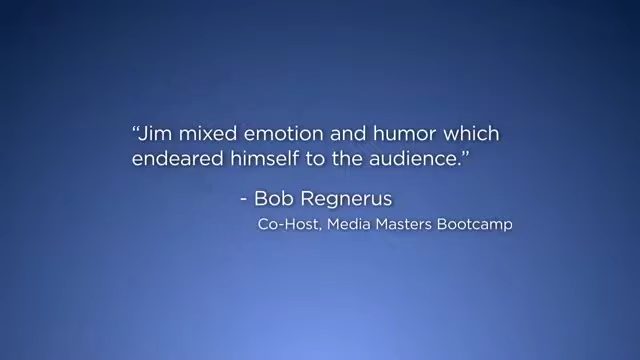 “Jim mixed emotion and humor which
endeared himself to the audience.”
- Bob Regnerus
Co-Host, Media Masters Bootcamp